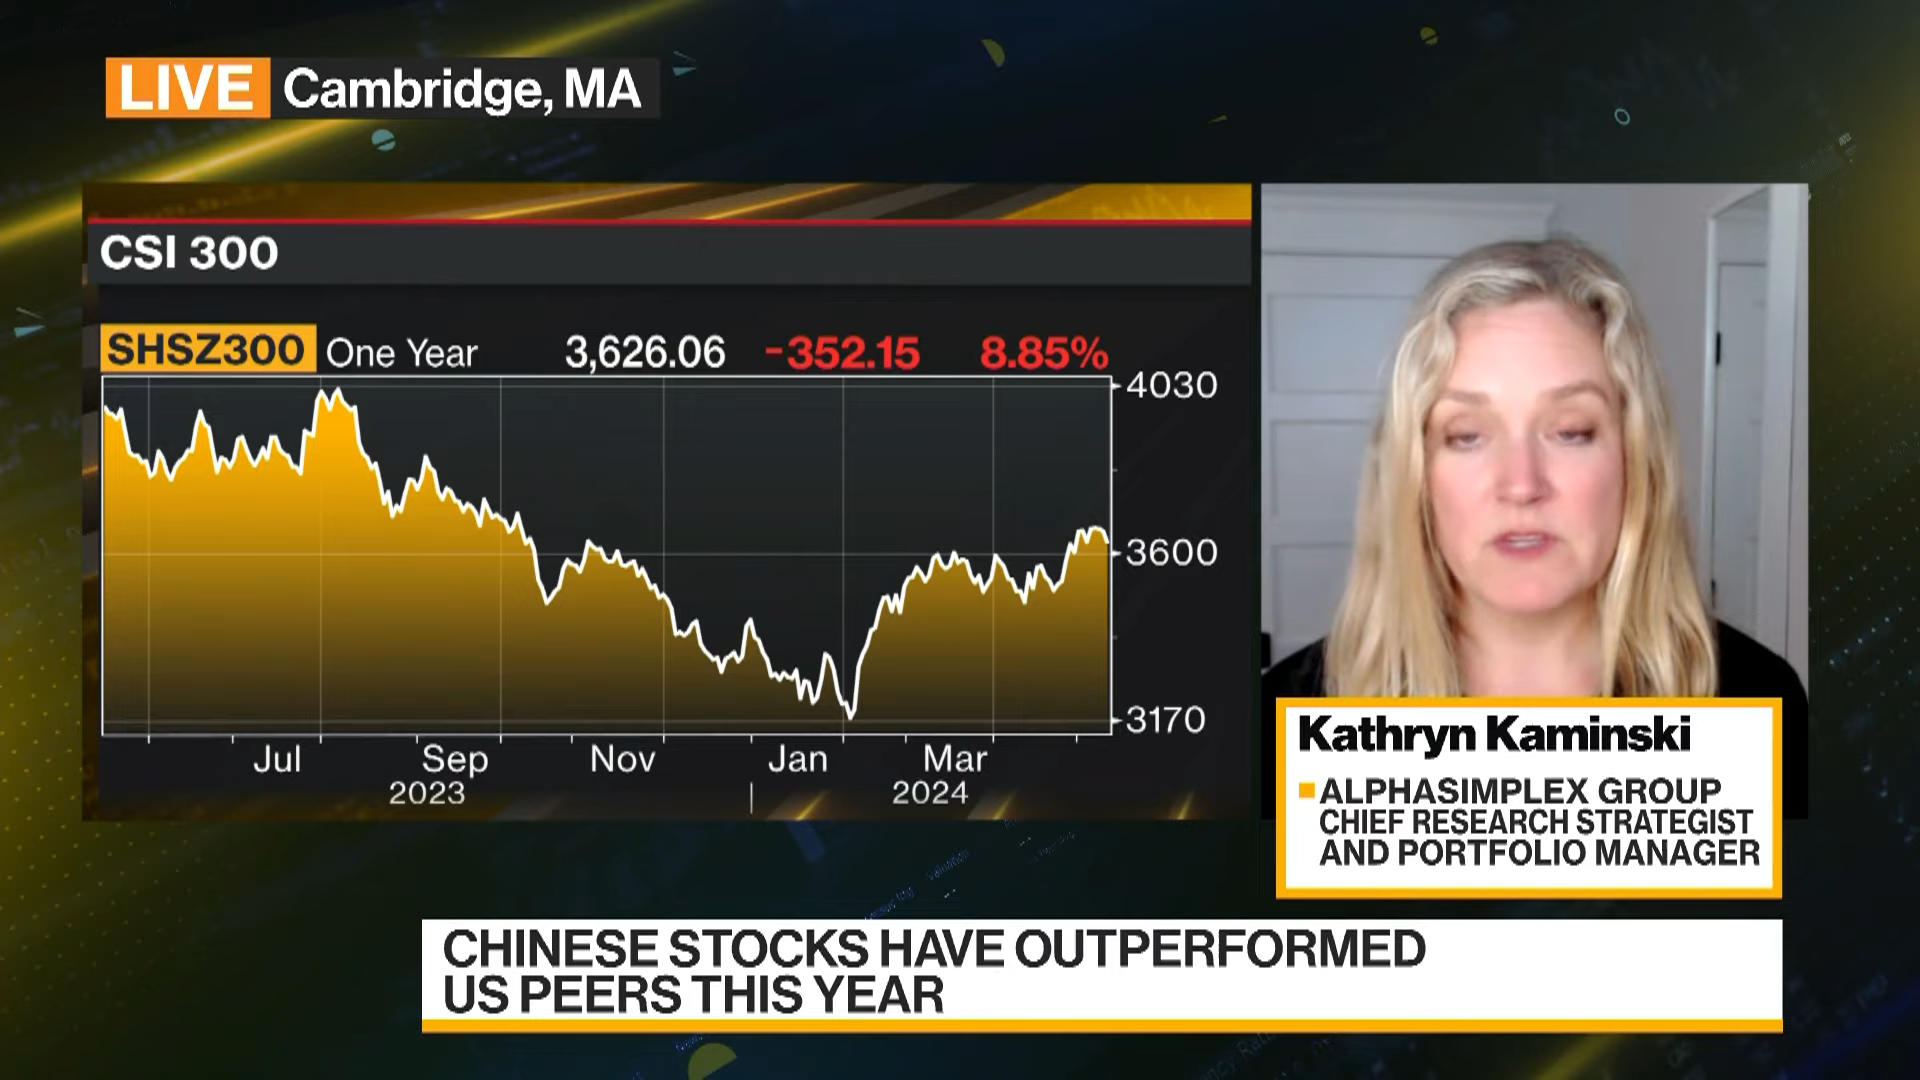 LIVE Cambridge, MA
CSI 300
SHSZ300 One Year 3,626.06 -352.15 8.85%
4030
3600
3170
Jul Sep Nov Jan Mar
2023 2024
Kathryn Kaminski
ALPHASIMPLEX GROUP
CHIEF RESEARCH STRATEGIST
AND PORTFOLIO MANAGER
CHINESE STOCKS HAVE OUTPERFORMED
US PEERS THIS YEAR